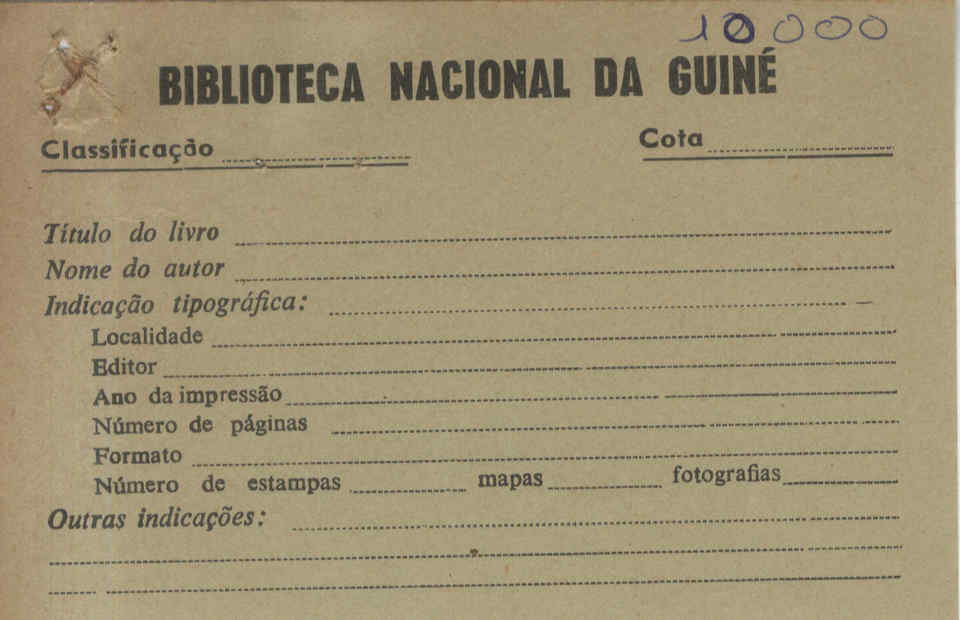 10000
BIBLIOTECA NACIONAL DA GUINÉ
Classificação Cota
Título do livro
Nome do autor
Indicação tipográfica:
Localidade
Editor
Ano da impressão
Número de páginas
Formato
Número de estampas mapas fotografias
Outras indicações: